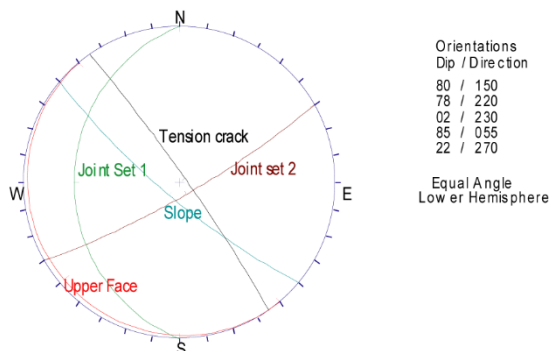 N
Tension crack
Joint Set 1
Joint set 2
W
E
Slope
Upper Face
S
Orientations
Dip / Direction
80 / 150
78 / 220
02 / 230
85 / 055
22 / 270
Equal Angle
Lower Hemisphere